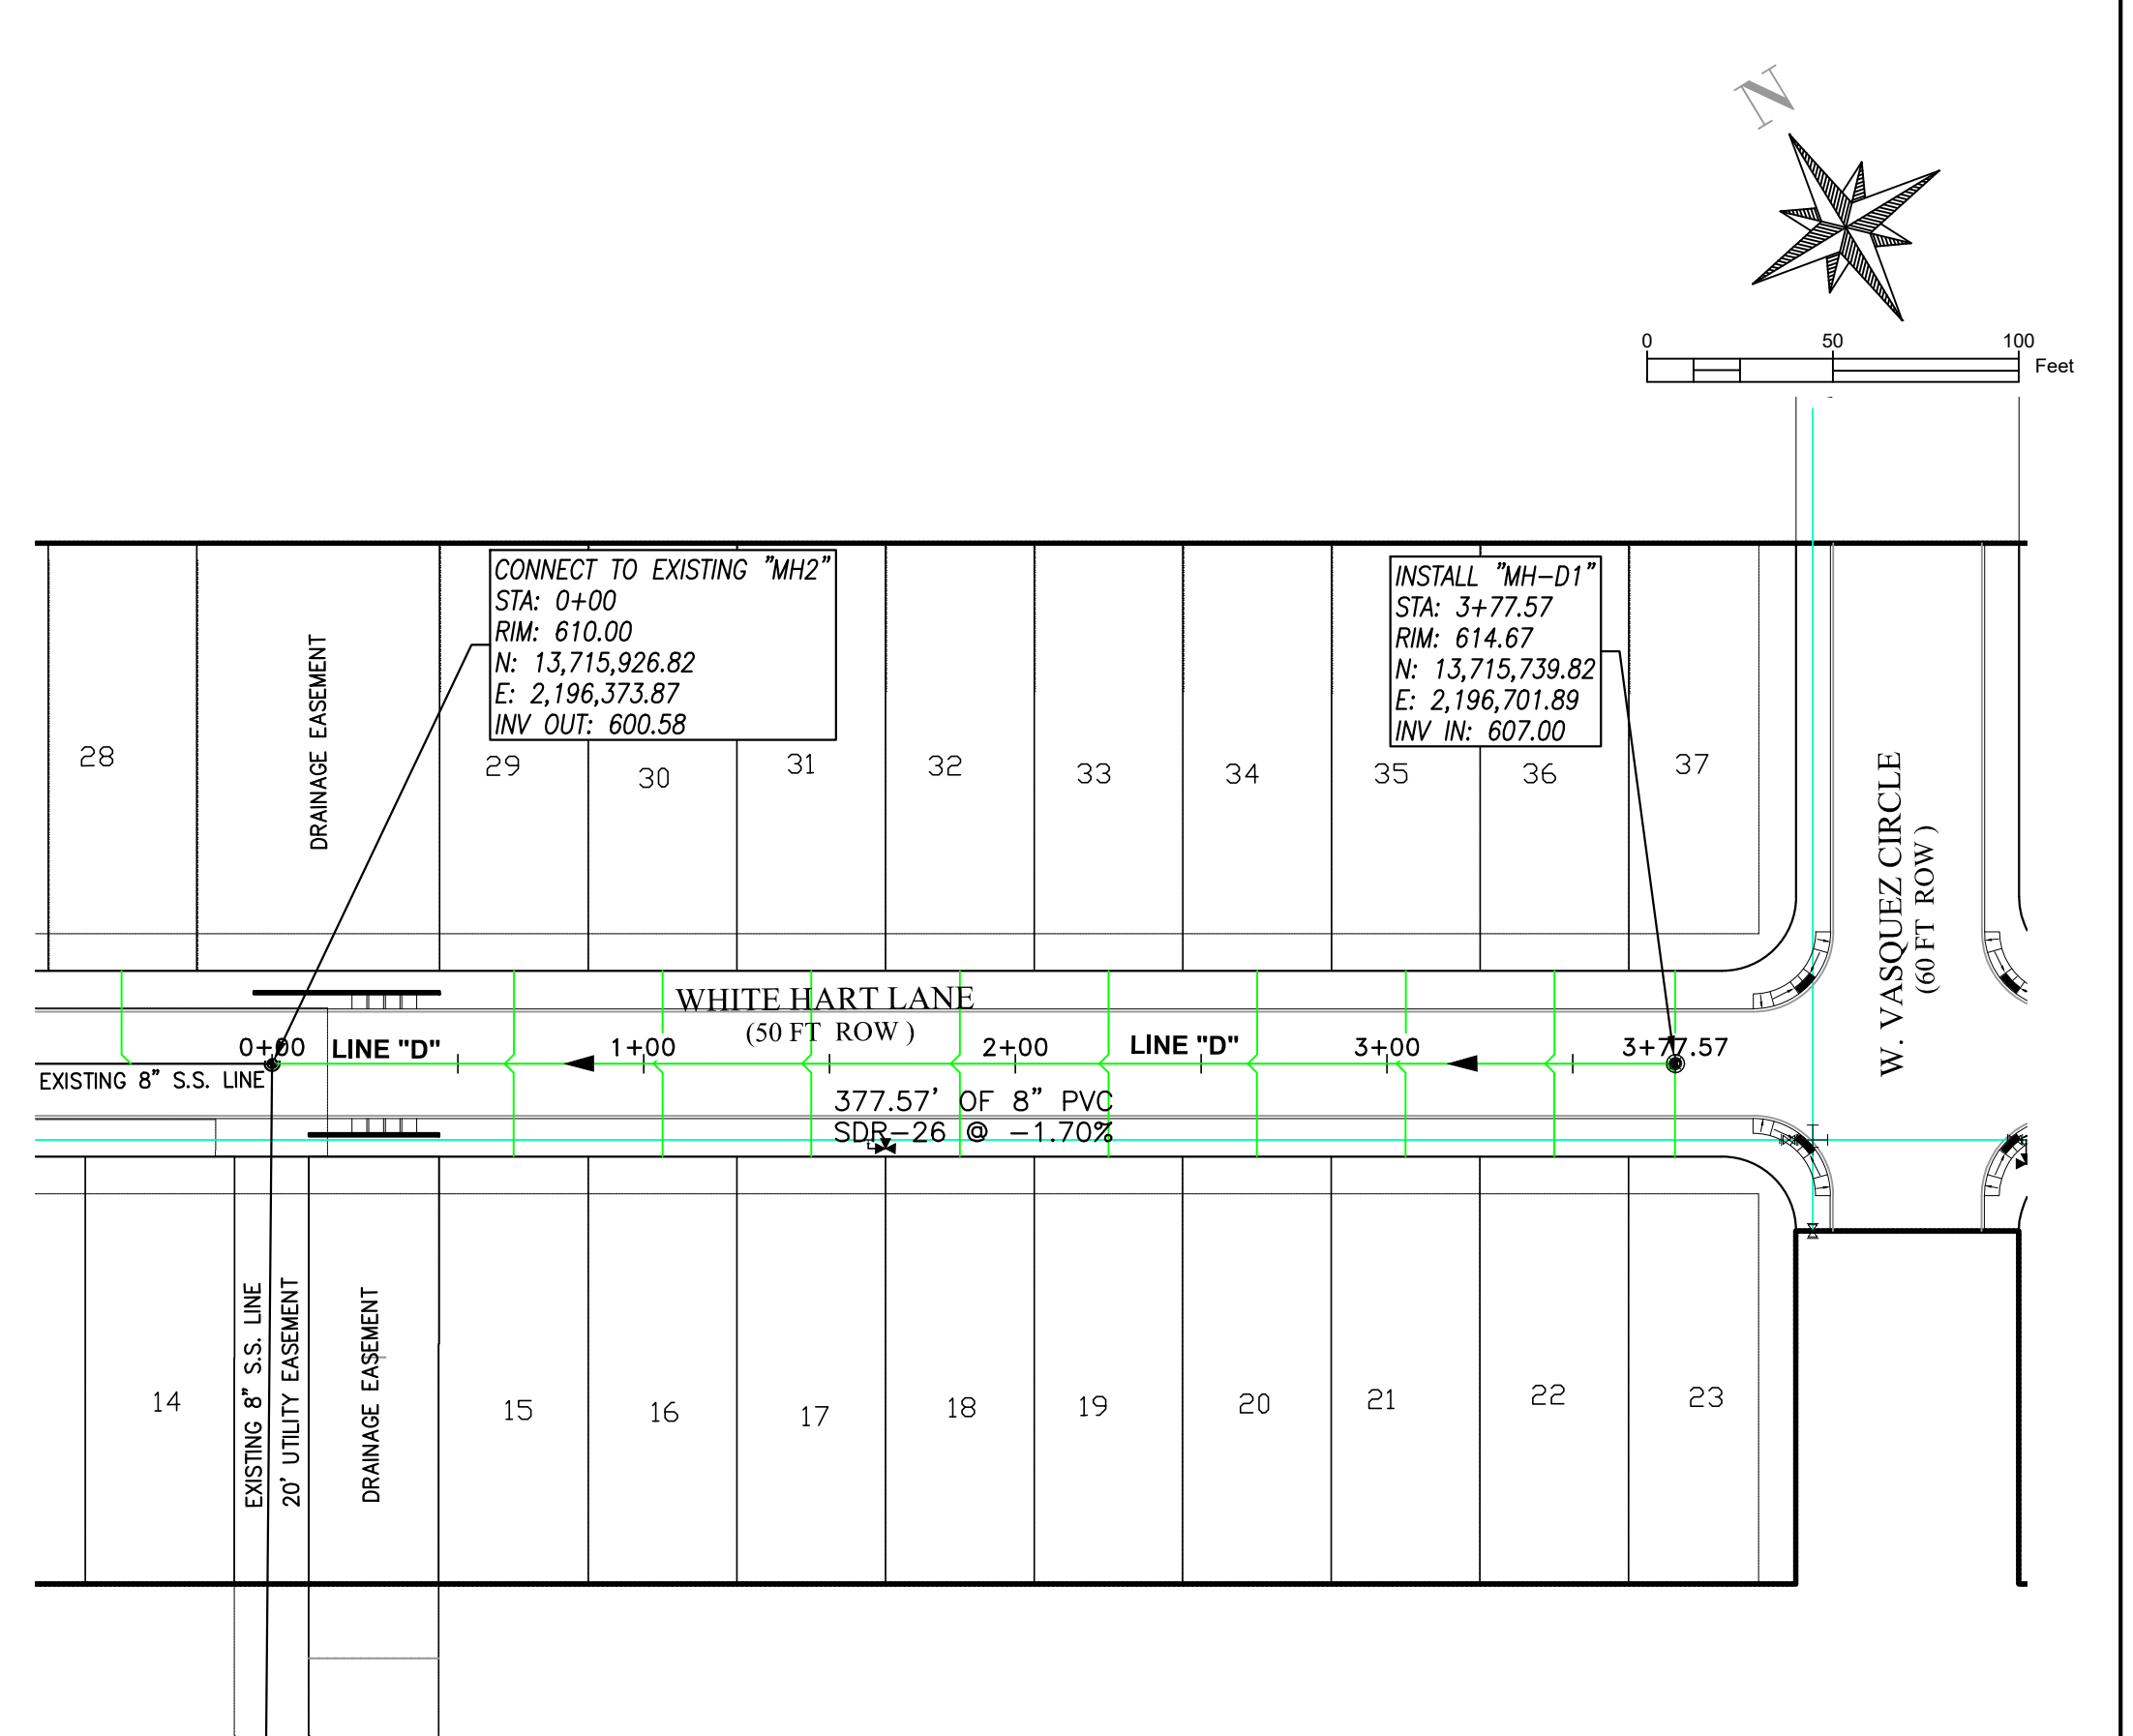 N
0 50 100
Feet
CONNECT TO EXISTING "MH2"
STA: 0+00
RIM: 610.00
N: 13,715,926.82
E: 2,196,373.87
INV OUT: 600.58
INSTALL "MH-D1"
STA: 3+77.57
RIM: 614.67
N: 13,715,739.82
E: 2,196,701.89
INV IN: 607.00
DRAINAGE EASEMENT
28
29
30
31
32
33
34
35
36
37
W. VASQUEZ CIRCLE
(60 FT ROW )
WHITE HART LANE
(50 FT ROW )
0+00
LINE "D"
1+00
2+00
LINE "D"
3+00
3+77.57
EXISTING 8" S.S. LINE
377.57' OF 8" PVC
SDR-26 @ -1.70%
EXISTING 8" S.S. LINE
20' UTILITY EASEMENT
DRAINAGE EASEMENT
14
15
16
17
18
19
20
21
22
23